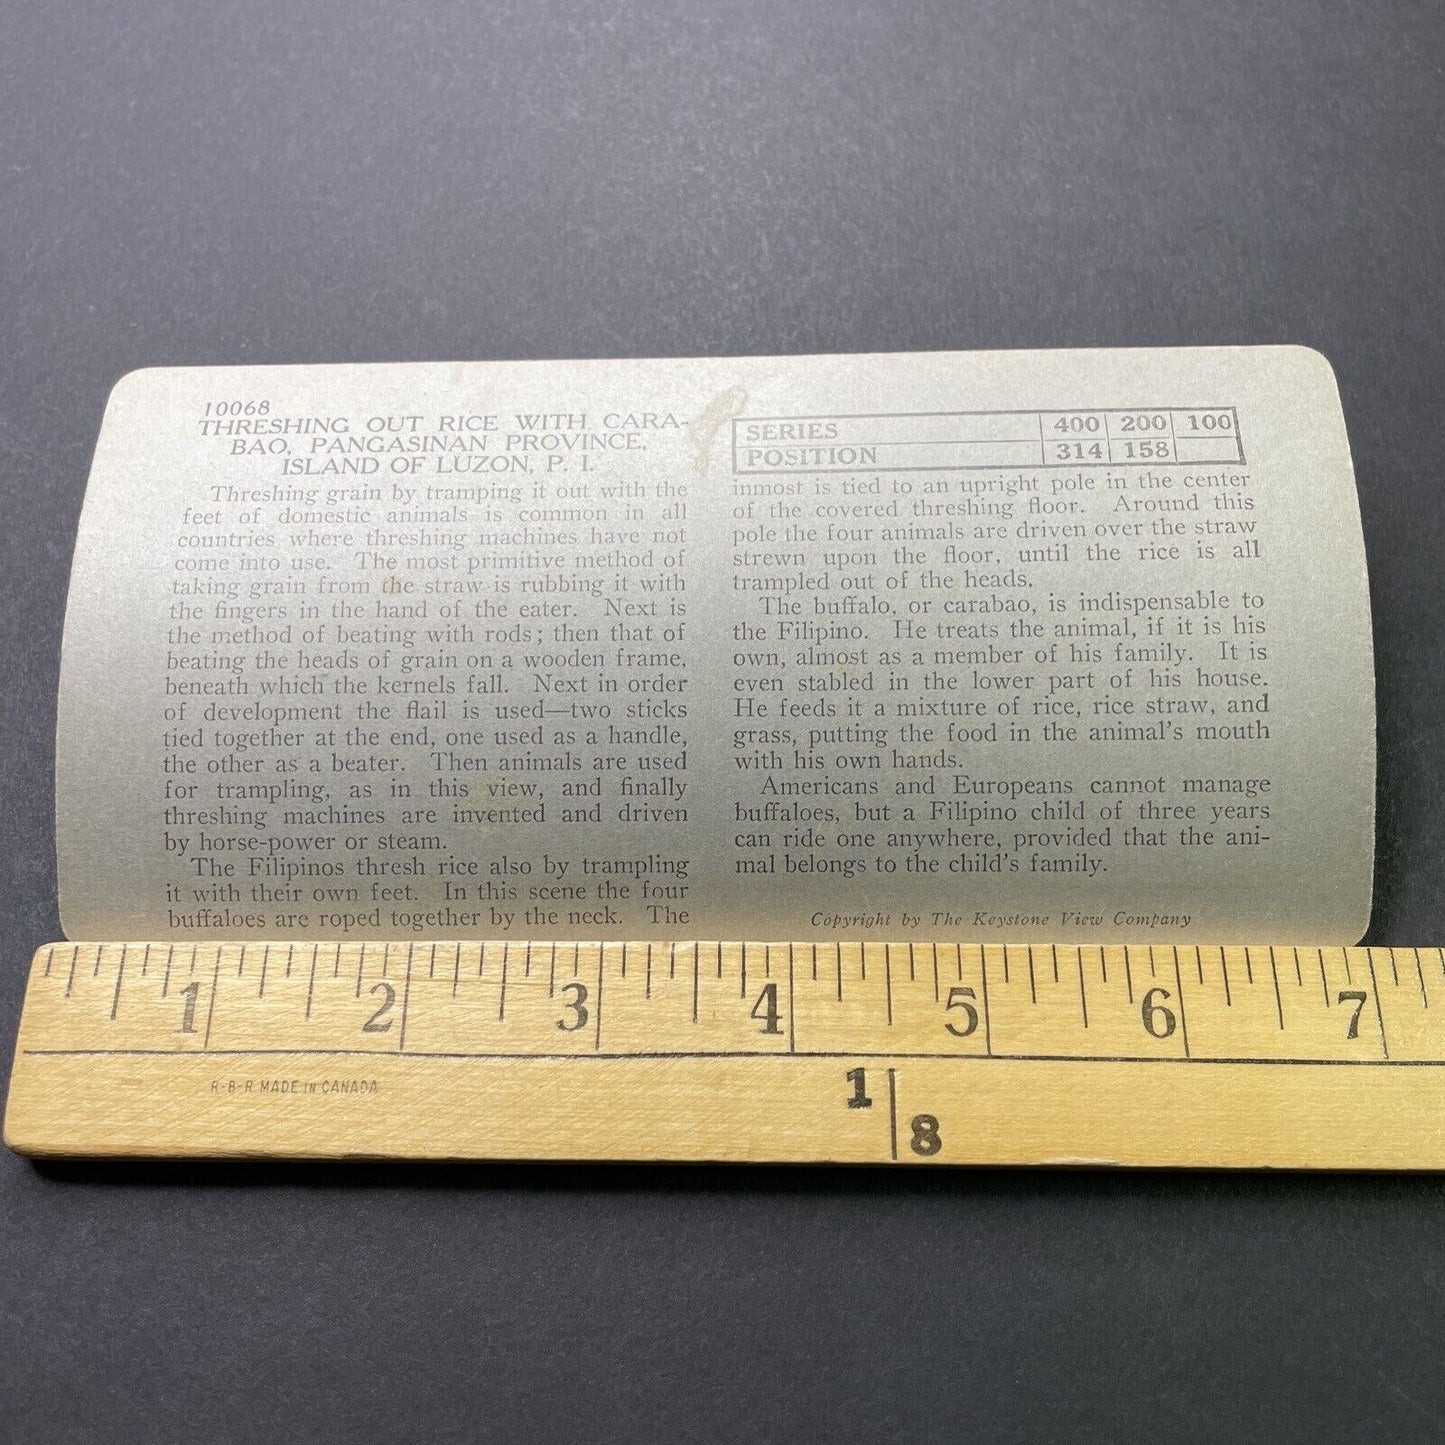 10068
THRESHING OUT RICE WITH CARA-
BAO, PANGASINAN PROVINCE,
ISLAND OF LUZON, P. I.
Threshing grain by tramping it out with the
feet of domestic animals is common in all
countries where threshing machines have not
come into use. The most primitive method of
taking grain from the straw is rubbing it with
the fingers in the hand of the eater. Next is
the method of beating with rods; then that of
beating the heads of grain on a wooden frame,
beneath which the kernels fall. Next in order
of development the flail is used—two sticks
tied together at the end, one used as a handle,
the other as a beater. Then animals are used
for trampling, as in this view, and finally
threshing machines are invented and driven
by horse-power or steam.
The Filipinos thresh rice also by trampling
it with their own feet. In this scene the four
buffaloes are roped together by the neck. The
SERIES 400 200 100
POSITION 314 158
inmost is tied to an upright pole in the center
of the covered threshing floor. Around this
pole the four animals are driven over the straw
strewn upon the floor, until the rice is all
trampled out of the heads.
The buffalo, or carabao, is indispensable to
the Filipino. He treats the animal, if it is his
own, almost as a member of his family. It is
even stabled in the lower part of his house.
He feeds it a mixture of rice, rice straw, and
grass, putting the food in the animal's mouth
with his own hands.
Americans and Europeans cannot manage
buffaloes, but a Filipino child of three years
can ride one anywhere, provided that the ani-
mal belongs to the child's family.
Copyright by The Keystone View Company
1 2 3 4 5 6 7
R-B-R MADE IN CANADA
1
8